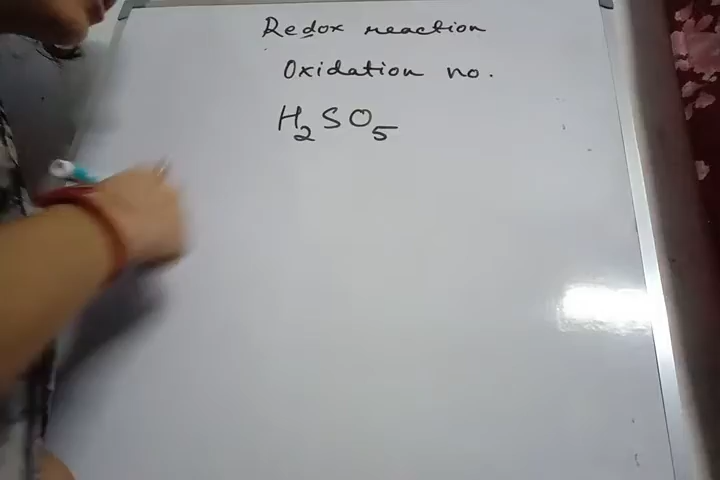 Redox reaction
Oxidation no.
H₂SO₅